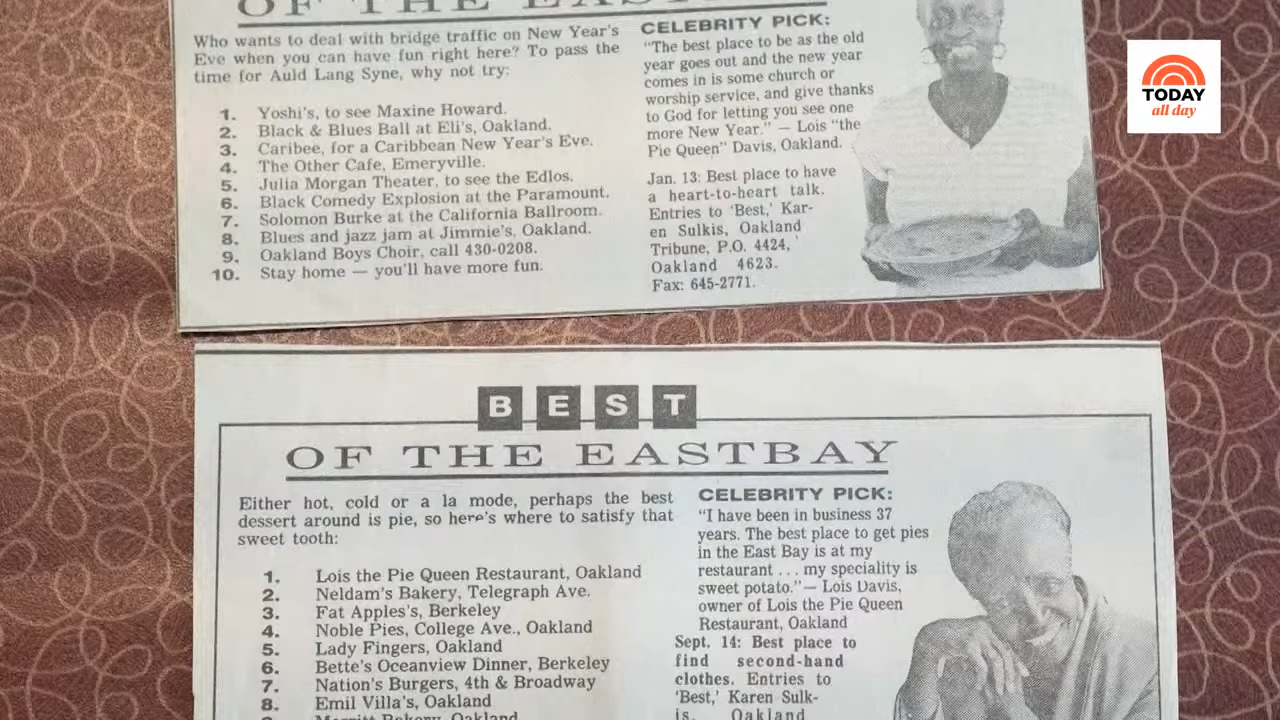 OF THE EAST
Who wants to deal with bridge traffic on New Year's
Eve when you can have fun right here? To pass the
time for Auld Lang Syne, why not try:
1. Yoshi's, to see Maxine Howard.
2. Black & Blues Ball at Eli's, Oakland.
3. Caribee, for a Caribbean New Year's Eve.
4. The Other Cafe, Emeryville.
5. Julia Morgan Theater, to see the Edlos.
6. Black Comedy Explosion at the Paramount.
7. Solomon Burke at the California Ballroom.
8. Blues and jazz jam at Jimmie's, Oakland.
9. Oakland Boys Choir, call 430-0208.
10. Stay home — you'll have more fun.
CELEBRITY PICK:
"The best place to be as the old
year goes out and the new year
comes in is some church or
worship service, and give thanks
to God for letting you see one
more New Year." — Lois "the
Pie Queen" Davis, Oakland.
Jan. 13: Best place to have
a heart-to-heart talk.
Entries to 'Best,' Kar-
en Sulkis, Oakland
Tribune, P.O. 4424,
Oakland 4623.
Fax: 645-2771.
TODAY
all day
BEST
OF THE EASTBAY
Either hot, cold or a la mode, perhaps the best
dessert around is pie, so here's where to satisfy that
sweet tooth:
1. Lois the Pie Queen Restaurant, Oakland
2. Neldam's Bakery, Telegraph Ave.
3. Fat Apples's, Berkeley
4. Noble Pies, College Ave., Oakland
5. Lady Fingers, Oakland
6. Bette's Oceanview Dinner, Berkeley
7. Nation's Burgers, 4th & Broadway
8. Emil Villa's, Oakland
Merritt Bakery, Oakland
CELEBRITY PICK:
"I have been in business 37
years. The best place to get pies
in the East Bay is at my
restaurant . . . my speciality is
sweet potato."— Lois Davis,
owner of Lois the Pie Queen
Restaurant, Oakland
Sept. 14: Best place to
find second-hand
clothes. Entries to
'Best,' Karen Sulk-
is, Oakland